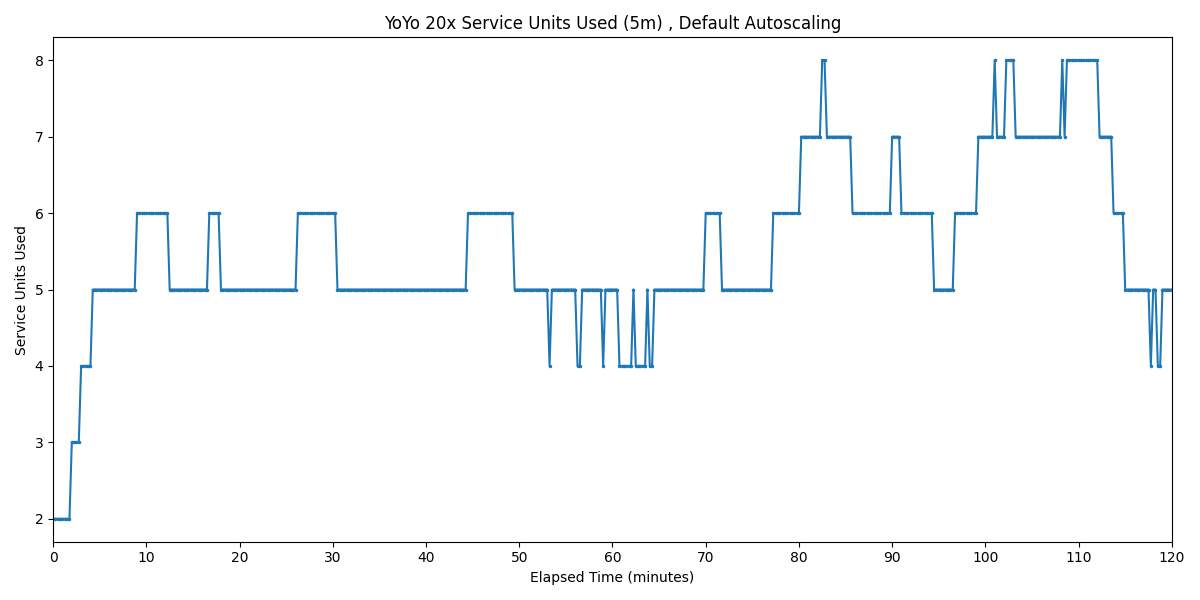 YoYo 20x Service Units Used (5m) , Default Autoscaling
Service Units Used
8
7
6
5
4
3
2
0 10 20 30 40 50 60 70 80 90 100 110 120
Elapsed Time (minutes)